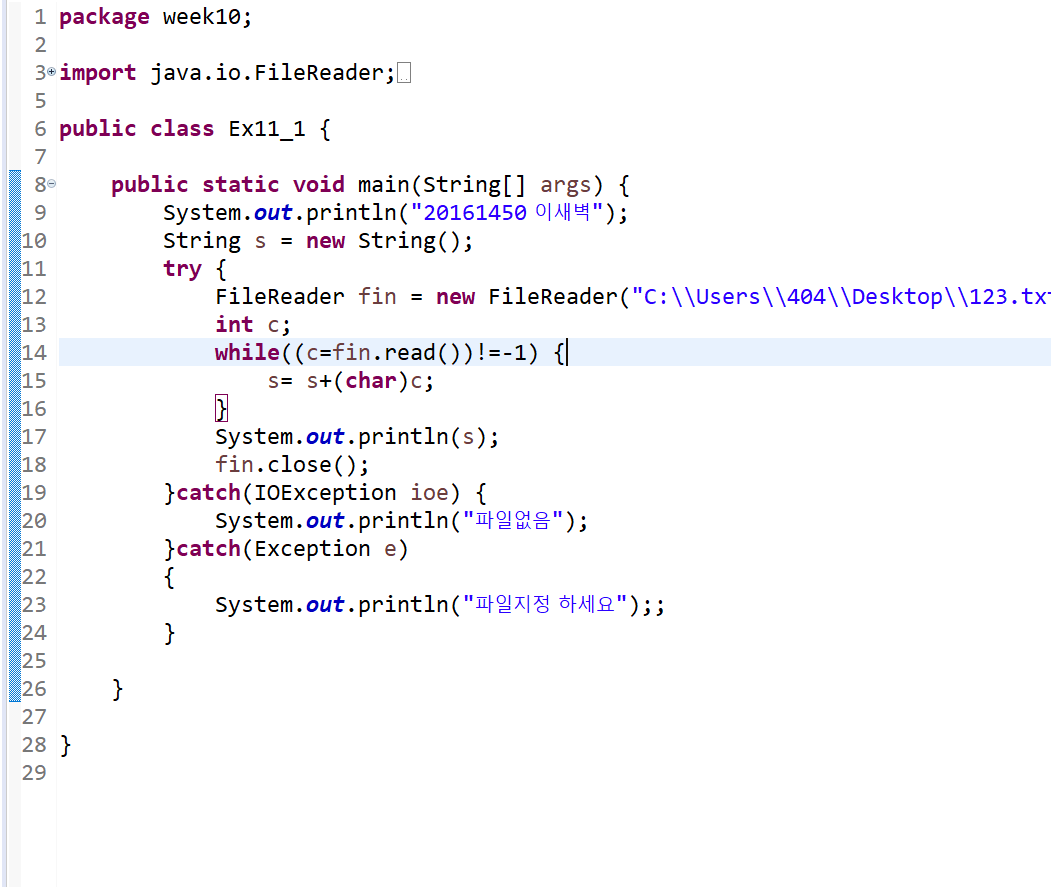 1 package week10;
2
3 import java.io.FileReader;
5
6 public class Ex11_1 {
7
8 public static void main(String[] args) {
9 System.out.println("20161450 이새벽");
10 String s = new String();
11 try {
12 FileReader fin = new FileReader("C:\\Users\\404\\Desktop\\123.txt
13 int c;
14 while((c=fin.read())!=-1) {
15 s= s+(char)c;
16 }
17 System.out.println(s);
18 fin.close();
19 }catch(IOException ioe) {
20 System.out.println("파일없음");
21 }catch(Exception e)
22 {
23 System.out.println("파일지정 하세요");;
24 }
25
26 }
27
28 }
29